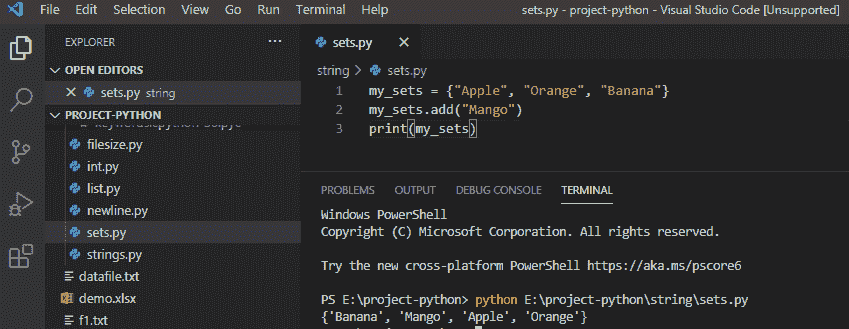 File Edit Selection View Go Run Terminal Help sets.py - project-python - Visual Studio Code [Unsupported]
EXPLORER
OPEN EDITORS
sets.py string
PROJECT-PYTHON
filesize.py
int.py
list.py
newline.py
sets.py
strings.py
datafile.txt
demo.xlsx
f1.txt
sets.py
string > sets.py
1 my_sets = {"Apple", "Orange", "Banana"}
2 my_sets.add("Mango")
3 print(my_sets)
PROBLEMS OUTPUT DEBUG CONSOLE TERMINAL
Windows PowerShell
Copyright (C) Microsoft Corporation. All rights reserved.
Try the new cross-platform PowerShell https://aka.ms/pscore6
PS E:\project-python> python E:\project-python\string\sets.py
{'Banana', 'Mango', 'Apple', 'Orange'}